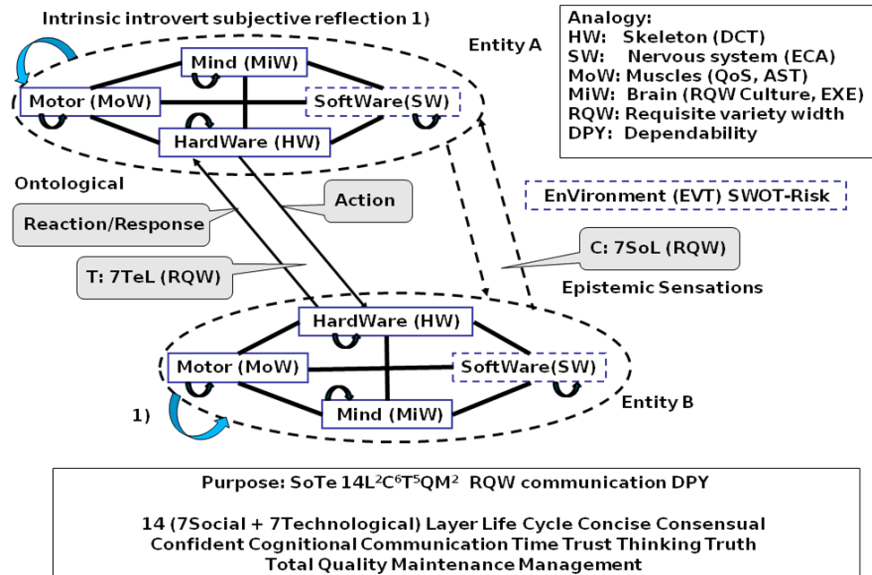 Intrinsic introvert subjective reflection 1)
Entity A
Mind (MiW)
Motor (MoW)
SoftWare(SW)
HardWare (HW)
Analogy:
HW: Skeleton (DCT)
SW: Nervous system (ECA)
MoW: Muscles (QoS, AST)
MiW: Brain (RQW Culture, EXE)
RQW: Requisite variety width
DPY: Dependability
Ontological
Action
EnVironment (EVT) SWOT-Risk
Reaction/Response
C: 7SoL (RQW)
T: 7TeL (RQW)
Epistemic Sensations
HardWare (HW)
Motor (MoW)
SoftWare(SW)
Mind (MiW)
Entity B
1)
Purpose: SoTe 14L²C⁶T⁵QM² RQW communication DPY
14 (7Social + 7Technological) Layer Life Cycle Concise Consensual
Confident Cognitional Communication Time Trust Thinking Truth
Total Quality Maintenance Management